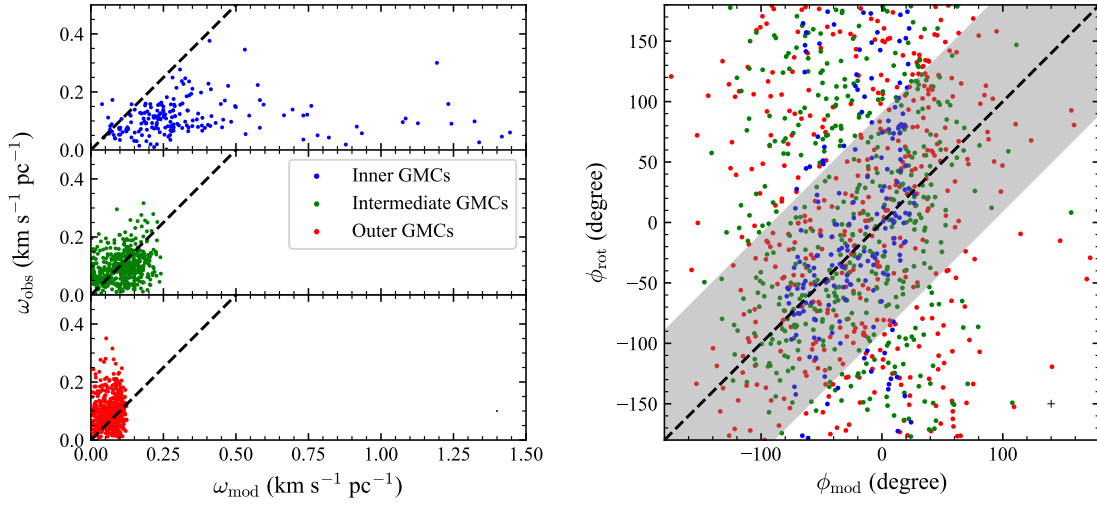 0.4
0.2
0.0
0.4
0.2
0.0
0.4
0.2
0.0
ω_obs (km s⁻¹ pc⁻¹)
Inner GMCs
Intermediate GMCs
Outer GMCs
0.00 0.25 0.50 0.75 1.00 1.25 1.50
ω_mod (km s⁻¹ pc⁻¹)
150
100
50
0
−50
−100
−150
ϕ_rot (degree)
−100 0 100
ϕ_mod (degree)